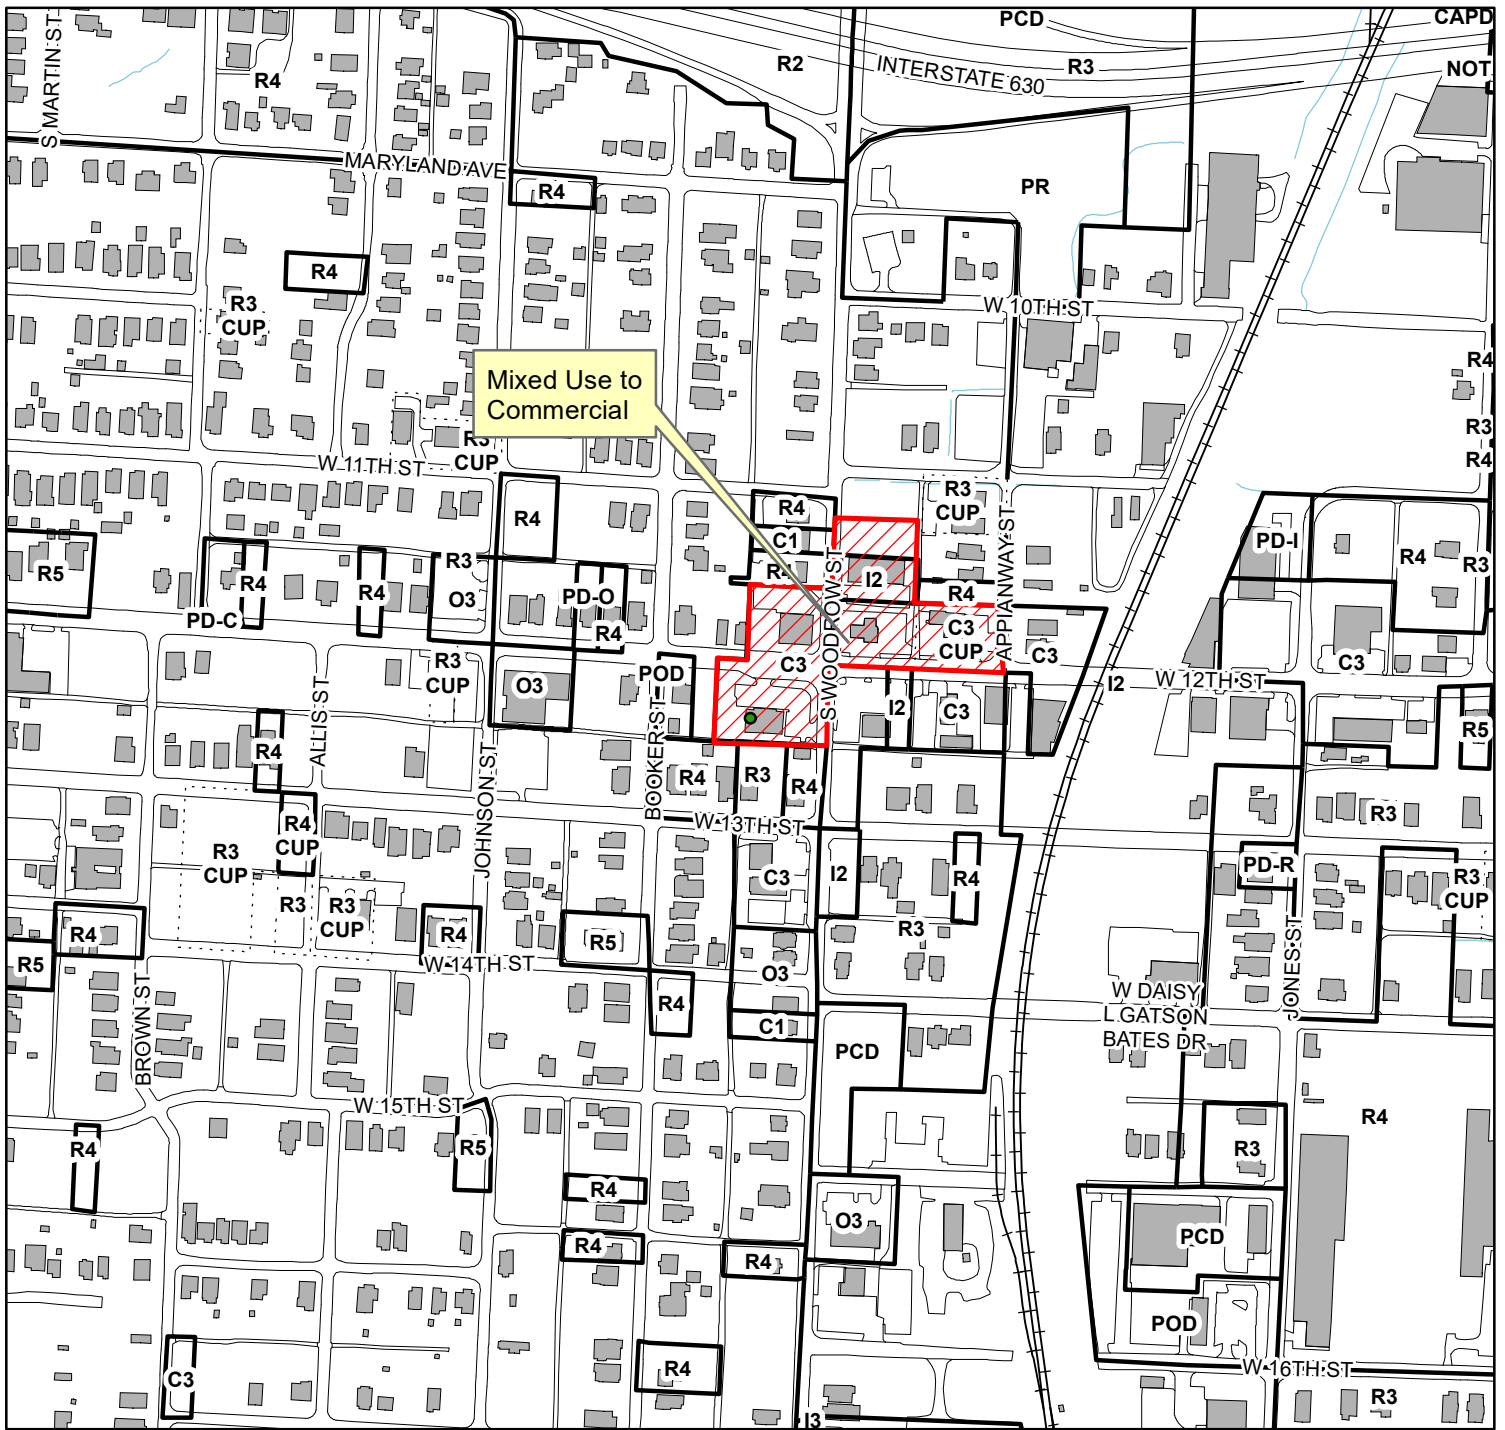 PCD
CAPD
S MARTIN ST
R4
R2
INTERSTATE 630
R3
NOT
MARYLAND AVE
R4
PR
R4
R3
CUP
W 10TH ST
Mixed Use to
Commercial
R4
R3
CUP
R3
R4
W 11TH ST
R3
CUP
R4
R4
C1
R4
I2
R4
S WOODROW ST
APPIANWAY ST
PD-I
R4
R3
R5
R4
R4
R3
O3
PD-O
R4
PD-C
C3
CUP
C3
C3
C3
R3
CUP
O3
POD
I2
C3
I2
W 12TH ST
R5
ALLIS ST
JOHNSON ST
BOOKER ST
R4
R4
R3
R4
R3
W 13TH ST
R4
CUP
R3
CUP
R3
R3
CUP
C3
I2
R4
PD-R
R3
CUP
R4
R5
R4
R5
W 14TH ST
R3
O3
R4
C1
BROWN ST
JONES ST
W DAISY
L GATSON
BATES DR
PCD
W 15TH ST
R4
R5
R4
R3
R4
O3
R4
R4
PCD
POD
R4
C3
W 16TH ST
R3
I3